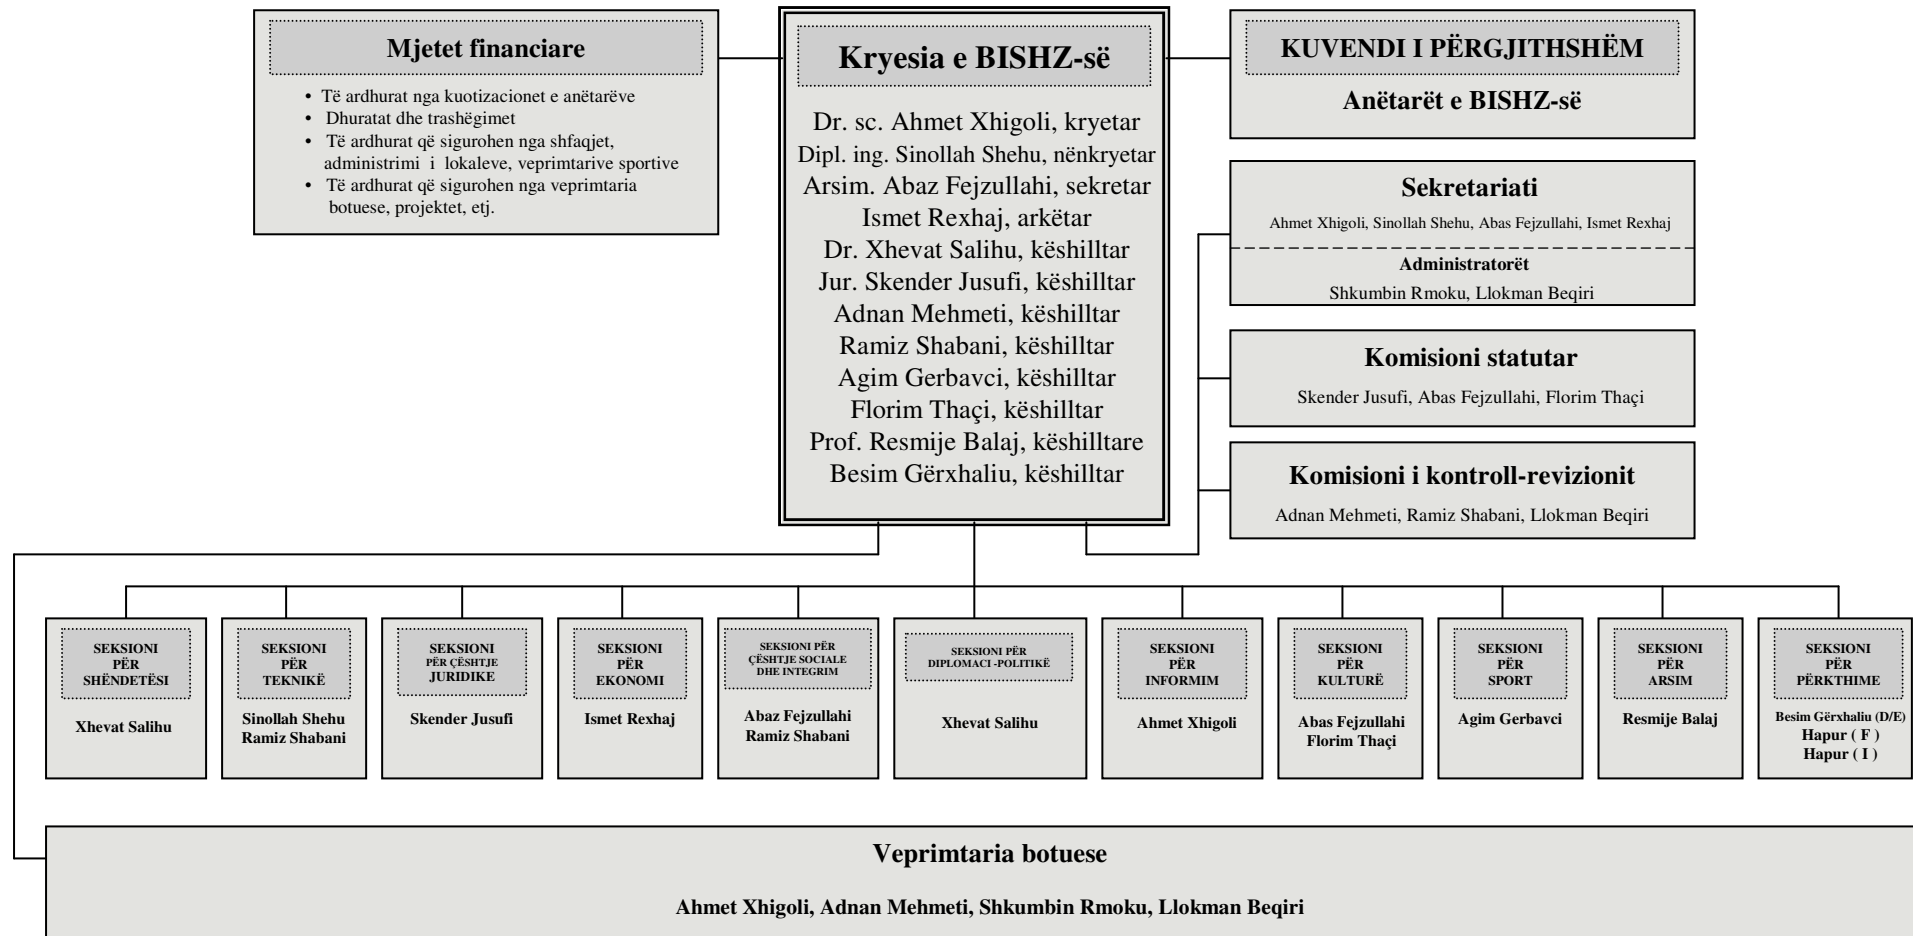 Mjetet financiare
• Të ardhurat nga kuotizacionet e anëtarëve
• Dhuratat dhe trashëgimet
• Të ardhurat që sigurohen nga shfaqjet,
administrimi i lokaleve, veprimtarive sportive
• Të ardhurat që sigurohen nga veprimtaria
botuese, projektet, etj.
Kryesia e BISHZ-së
Dr. sc. Ahmet Xhigoli, kryetar
Dipl. ing. Sinollah Shehu, nënkryetar
Arsim. Abaz Fejzullahi, sekretar
Ismet Rexhaj, arkëtar
Dr. Xhevat Salihu, këshilltar
Jur. Skender Jusufi, këshilltar
Adnan Mehmeti, këshilltar
Ramiz Shabani, këshilltar
Agim Gerbavci, këshilltar
Florim Thaçi, këshilltar
Prof. Resmije Balaj, këshilltare
Besim Gërxhaliu, këshilltar
KUVENDI I PËRGJITHSHËM
Anëtarët e BISHZ-së
Sekretariati
Ahmet Xhigoli, Sinollah Shehu, Abas Fejzullahi, Ismet Rexhaj
Administratorët
Shkumbin Rmoku, Llokman Beqiri
Komisioni statutar
Skender Jusufi, Abas Fejzullahi, Florim Thaçi
Komisioni i kontroll-revizionit
Adnan Mehmeti, Ramiz Shabani, Llokman Beqiri
SEKSIONI
PËR
SHËNDETËSI
Xhevat Salihu
SEKSIONI
PËR
TEKNIKË
Sinollah Shehu
Ramiz Shabani
SEKSIONI
PËR ÇËSHTJE
JURIDIKE
Skender Jusufi
SEKSIONI
PËR
EKONOMI
Ismet Rexhaj
SEKSIONI PËR
ÇËSHTJE SOCIALE
DHE INTEGRIM
Abaz Fejzullahi
Ramiz Shabani
SEKSIONI PËR
DIPLOMACI -POLITIKË
Xhevat Salihu
SEKSIONI
PËR
INFORMIM
Ahmet Xhigoli
SEKSIONI
PËR
KULTURË
Abas Fejzullahi
Florim Thaçi
SEKSIONI
PËR
SPORT
Agim Gerbavci
SEKSIONI
PËR
ARSIM
Resmije Balaj
SEKSIONI
PËR
PËRKTHIME
Besim Gërxhaliu (D/E)
Hapur ( F )
Hapur ( I )
Veprimtaria botuese
Ahmet Xhigoli, Adnan Mehmeti, Shkumbin Rmoku, Llokman Beqiri